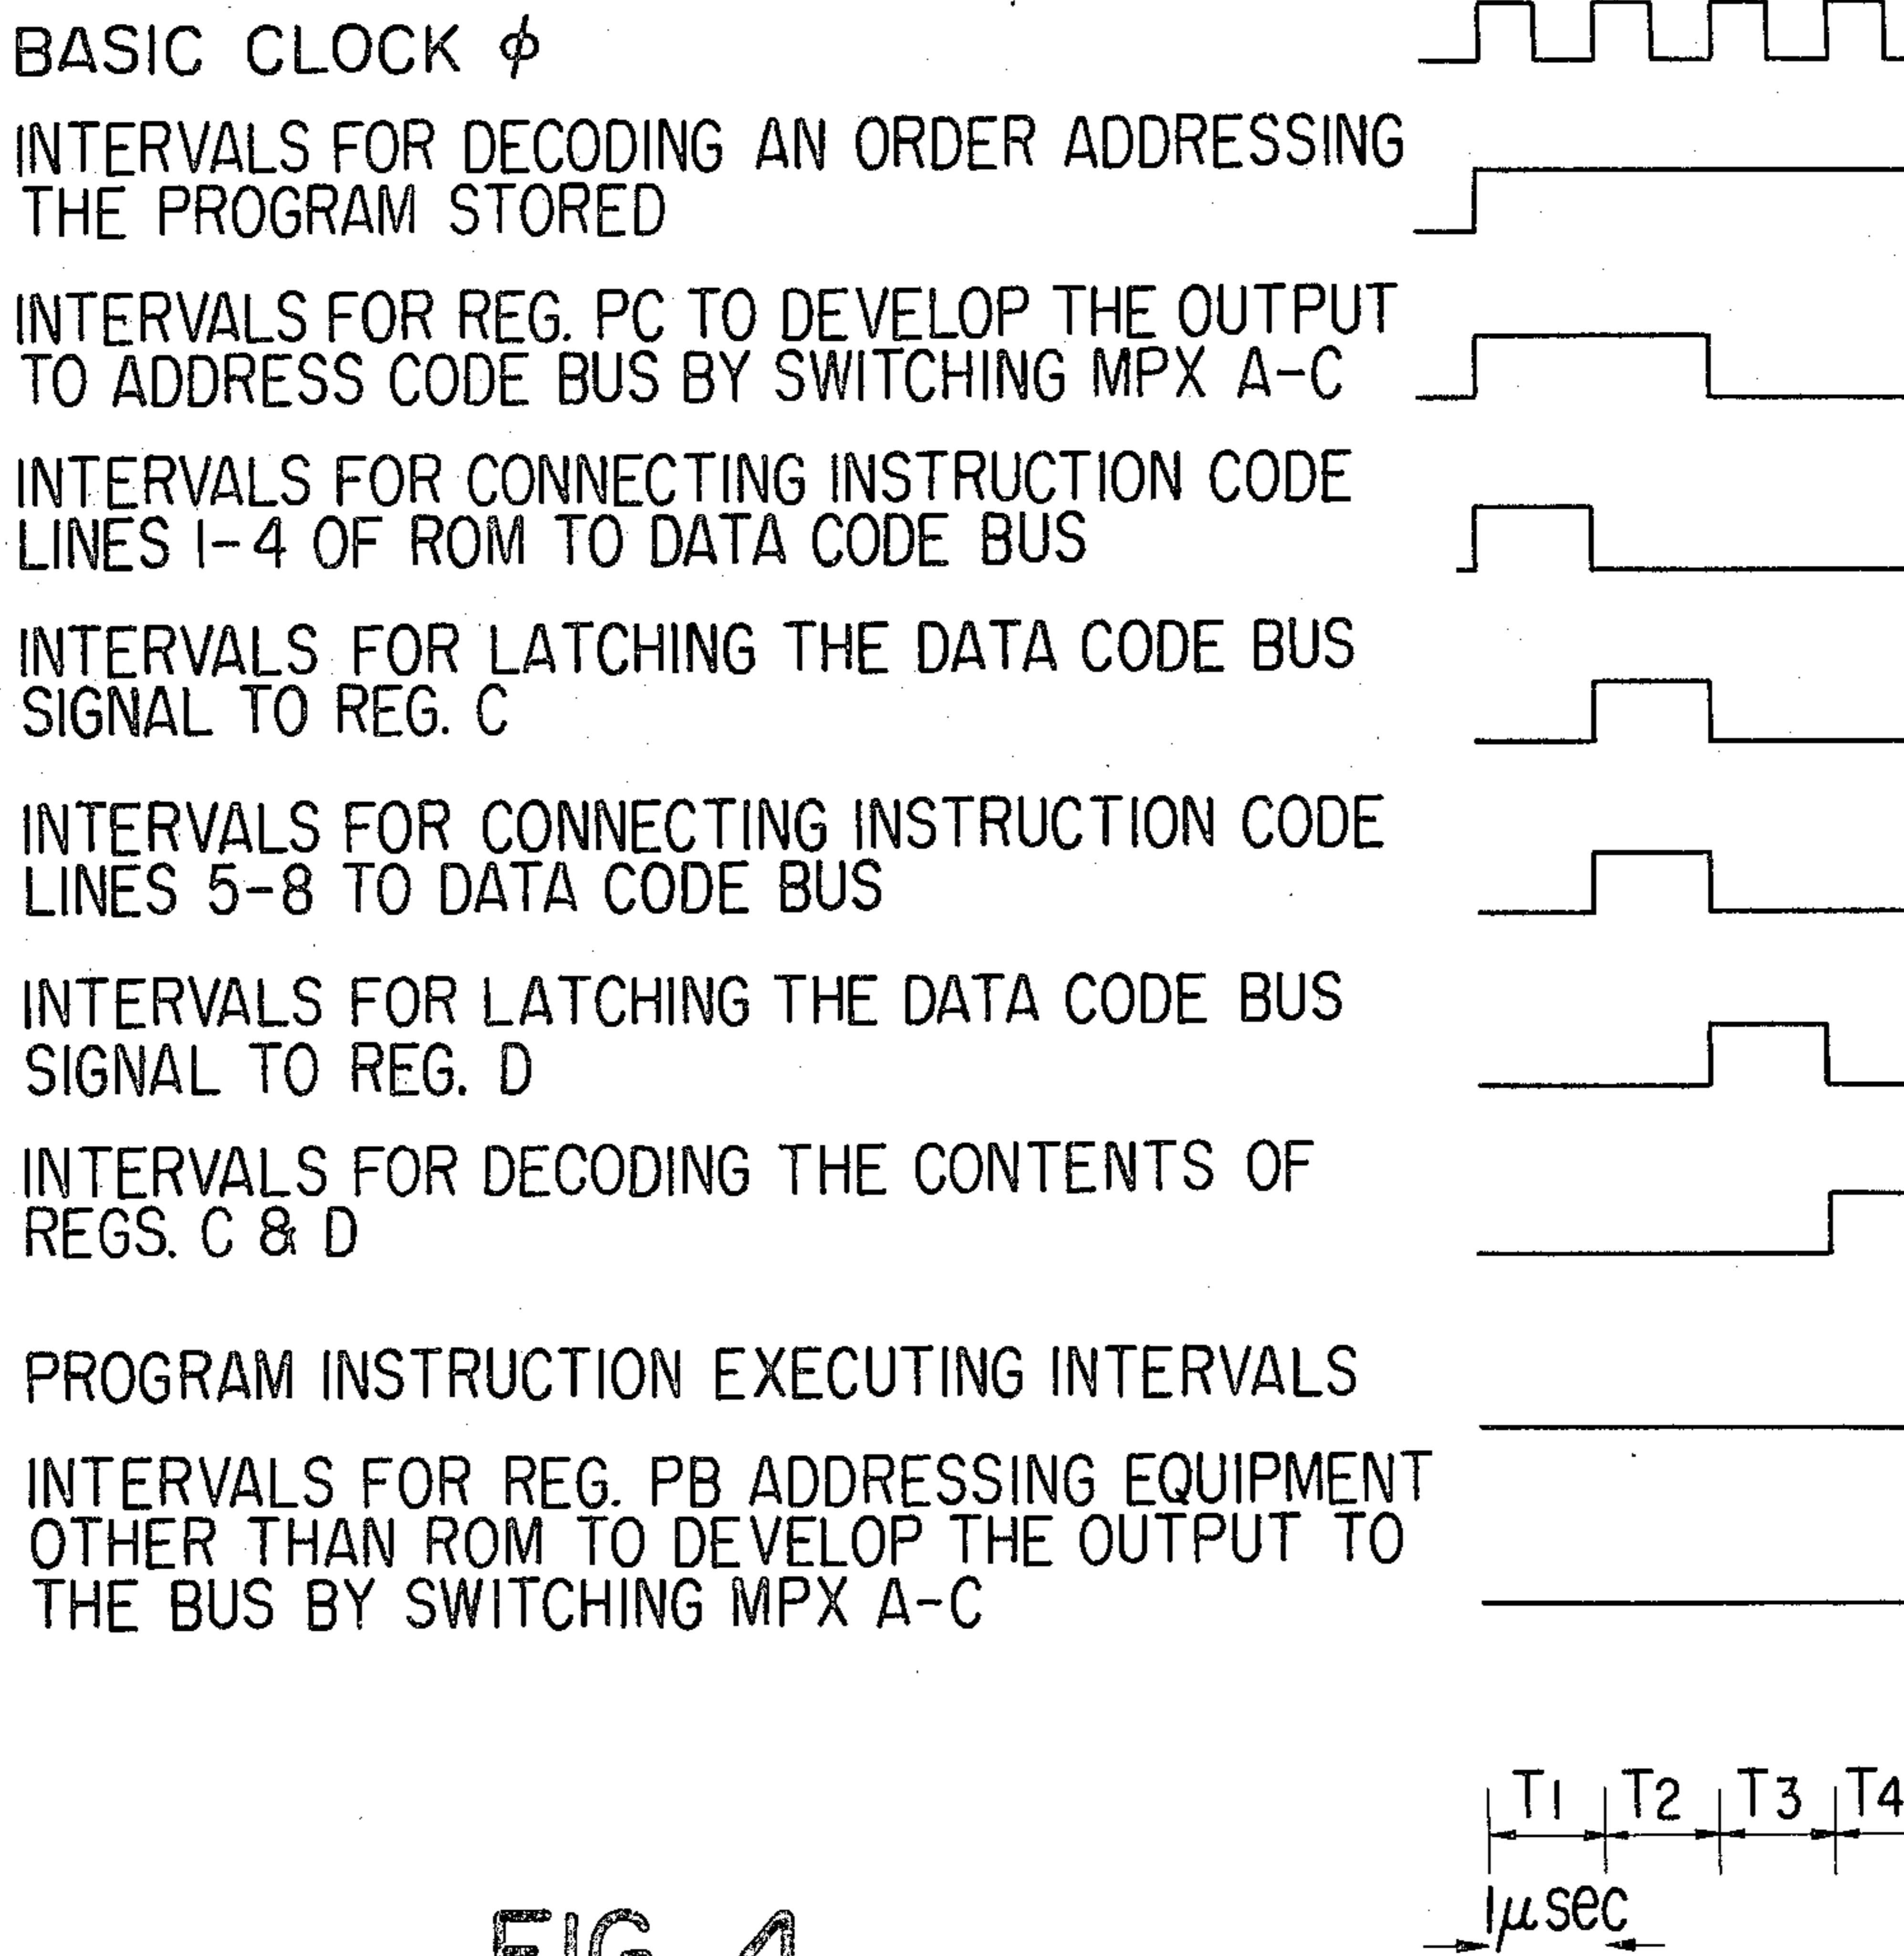 BASIC CLOCK ϕ
INTERVALS FOR DECODING AN ORDER ADDRESSING
THE PROGRAM STORED
INTERVALS FOR REG. PC TO DEVELOP THE OUTPUT
TO ADDRESS CODE BUS BY SWITCHING MPX A-C
INTERVALS FOR CONNECTING INSTRUCTION CODE
LINES 1-4 OF ROM TO DATA CODE BUS
INTERVALS FOR LATCHING THE DATA CODE BUS
SIGNAL TO REG. C
INTERVALS FOR CONNECTING INSTRUCTION CODE
LINES 5-8 TO DATA CODE BUS
INTERVALS FOR LATCHING THE DATA CODE BUS
SIGNAL TO REG. D
INTERVALS FOR DECODING THE CONTENTS OF
REGS. C & D
PROGRAM INSTRUCTION EXECUTING INTERVALS
INTERVALS FOR REG. PB ADDRESSING EQUIPMENT
OTHER THAN ROM TO DEVELOP THE OUTPUT TO
THE BUS BY SWITCHING MPX A-C
T1 T2 T3 T4
1μsec
FIG. 4